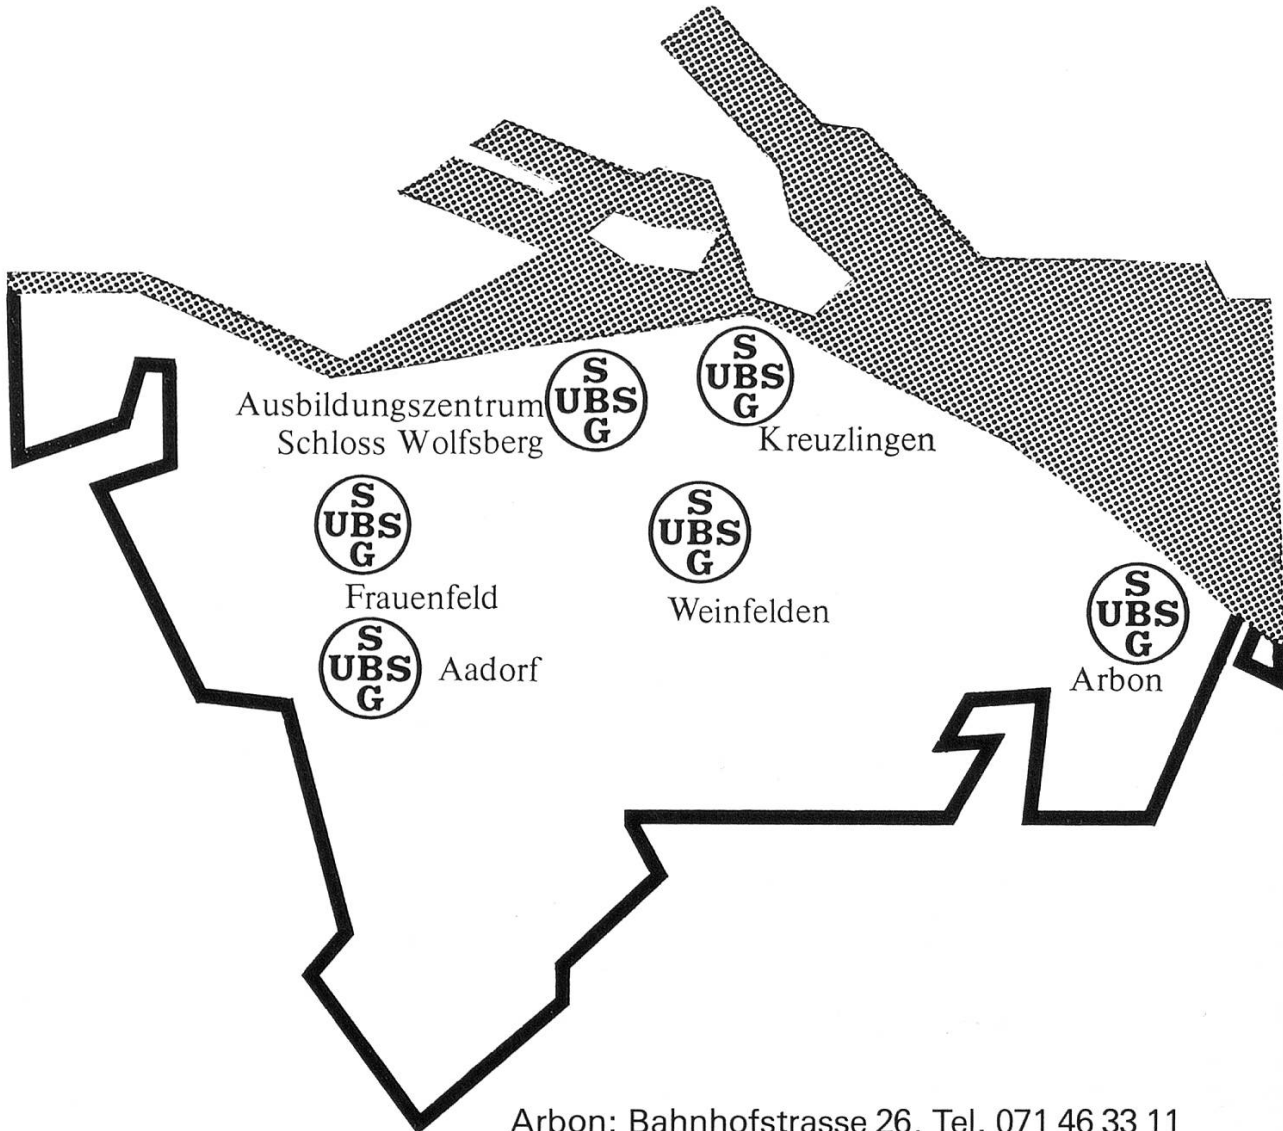 S
UBS
G
Ausbildungszentrum
Schloss Wolfsberg
S
UBS
G
Kreuzlingen
S
UBS
G
Frauenfeld
S
UBS
G
Weinfelden
S
UBS
G
Aadorf
S
UBS
G
Arbon
Arbon: Bahnhofstrasse 26, Tel. 071 46 33 11